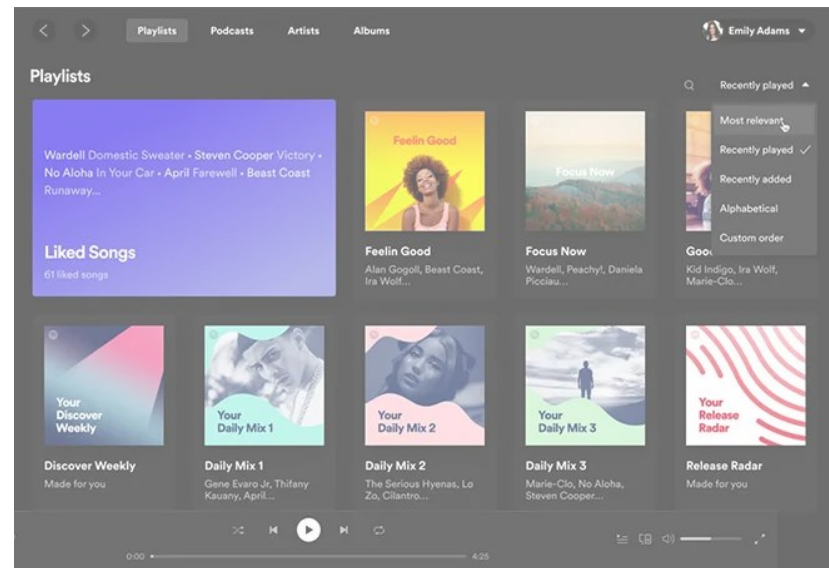 Playlists
Podcasts
Artists
Albums
Emily Adams
Playlists
Recently played
Most relevant
Recently played
Recently added
Alphabetical
Custom order
Wardell Domestic Sweater • Steven Cooper Victory •
No Aloha In Your Car • April Farewell • Beast Coast
Runaway...
Liked Songs
61 liked songs
Feelin Good
Feelin Good
Alan Gogoll, Beast Coast,
Ira Wolf...
Focus Now
Focus Now
Wardell, Peachy!, Daniela
Picciau...
Kid Indigo, Ira Wolf,
Marie-Clo...
Your
Discover
Weekly
Discover Weekly
Made for you
Your
Daily Mix 1
Daily Mix 1
Gene Evaro Jr, Thifany
Kauany, April...
Your
Daily Mix 2
Daily Mix 2
The Serious Hyenas, Lo
Zo, Cilantro...
Your
Daily Mix 3
Daily Mix 3
Marie-Clo, No Aloha,
Steven Cooper...
Your
Release
Radar
Release Radar
Made for you
0:00
4:25